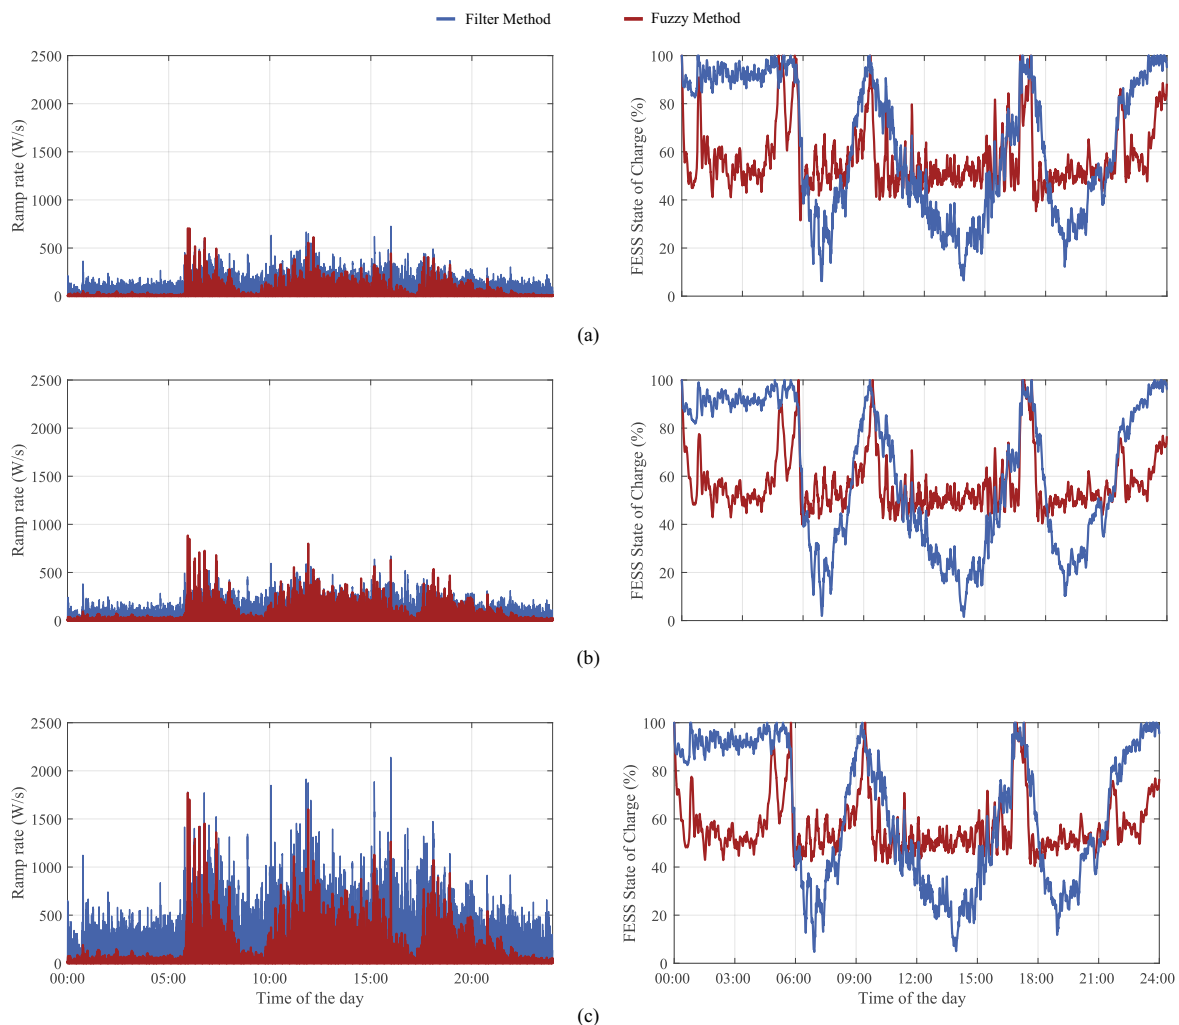 Filter Method
Fuzzy Method
2500
2000
1500
1000
500
0
Ramp rate (W/s)
100
80
60
40
20
0
FESS State of Charge (%)
(a)
2500
2000
1500
1000
500
0
Ramp rate (W/s)
100
80
60
40
20
0
FESS State of Charge (%)
(b)
2500
2000
1500
1000
500
0
Ramp rate (W/s)
00:00 05:00 10:00 15:00 20:00
Time of the day
100
80
60
40
20
0
FESS State of Charge (%)
00:00 03:00 06:00 09:00 12:00 15:00 18:00 21:00 24:00
Time of the day
(c)